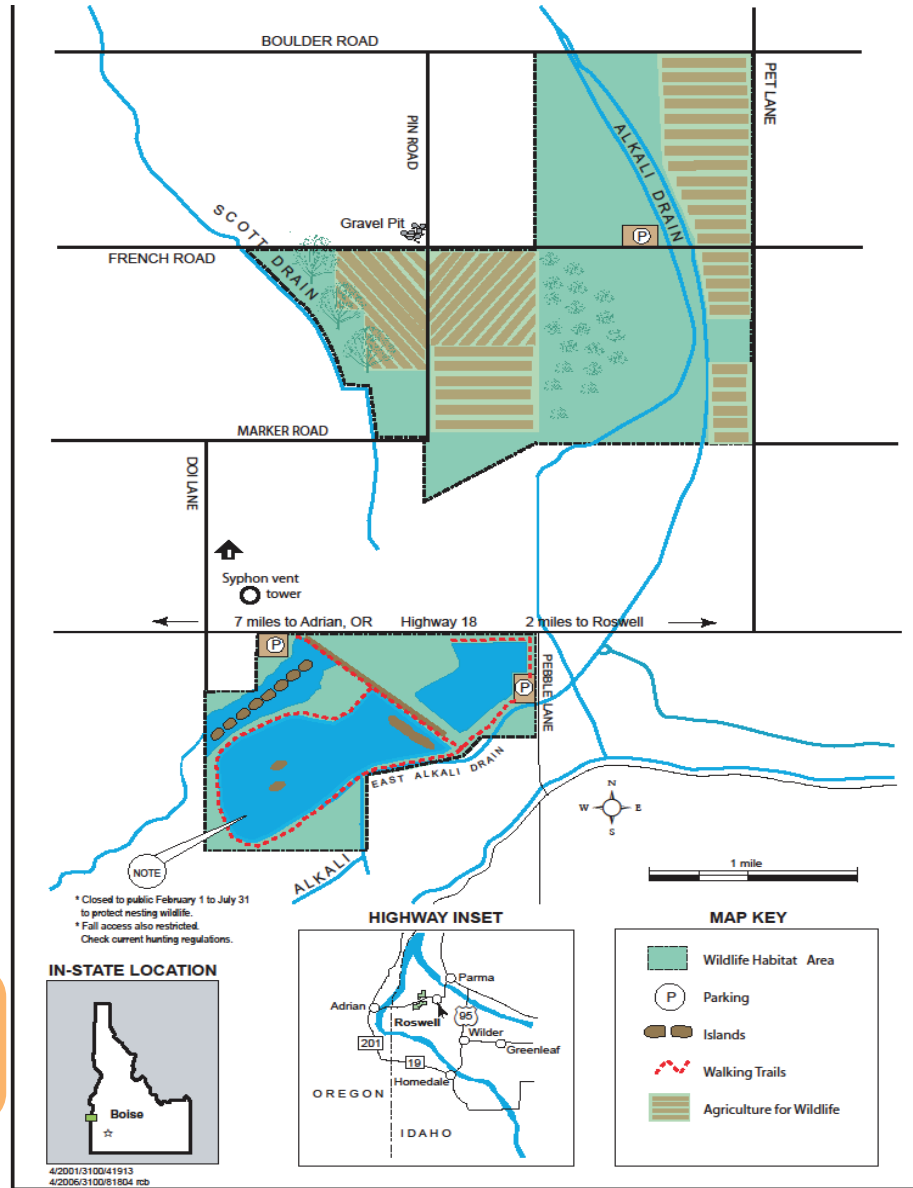 BOULDER ROAD
PET LANE
PIN ROAD
ALKALI DRAIN
SCOTT DRAIN
Gravel Pit
P
FRENCH ROAD
MARKER ROAD
DOI LANE
Syphon vent
tower
7 miles to Adrian, OR Highway 18 2 miles to Roswell
P
P
PEBBLE LANE
EAST ALKALI DRAIN
N
W E
S
ALKALI
NOTE
1 mile
* Closed to public February 1 to July 31
to protect nesting wildlife.
* Fall access also restricted.
Check current hunting regulations.
IN-STATE LOCATION
Boise
4/2001/3100/41913
4/2006/3100/81804 rcb
HIGHWAY INSET
Parma
Adrian
Roswell
95
Wilder
201
Greenleaf
19
Homedale
OREGON
IDAHO
MAP KEY
Wildlife Habitat Area
P Parking
Islands
Walking Trails
Agriculture for Wildlife